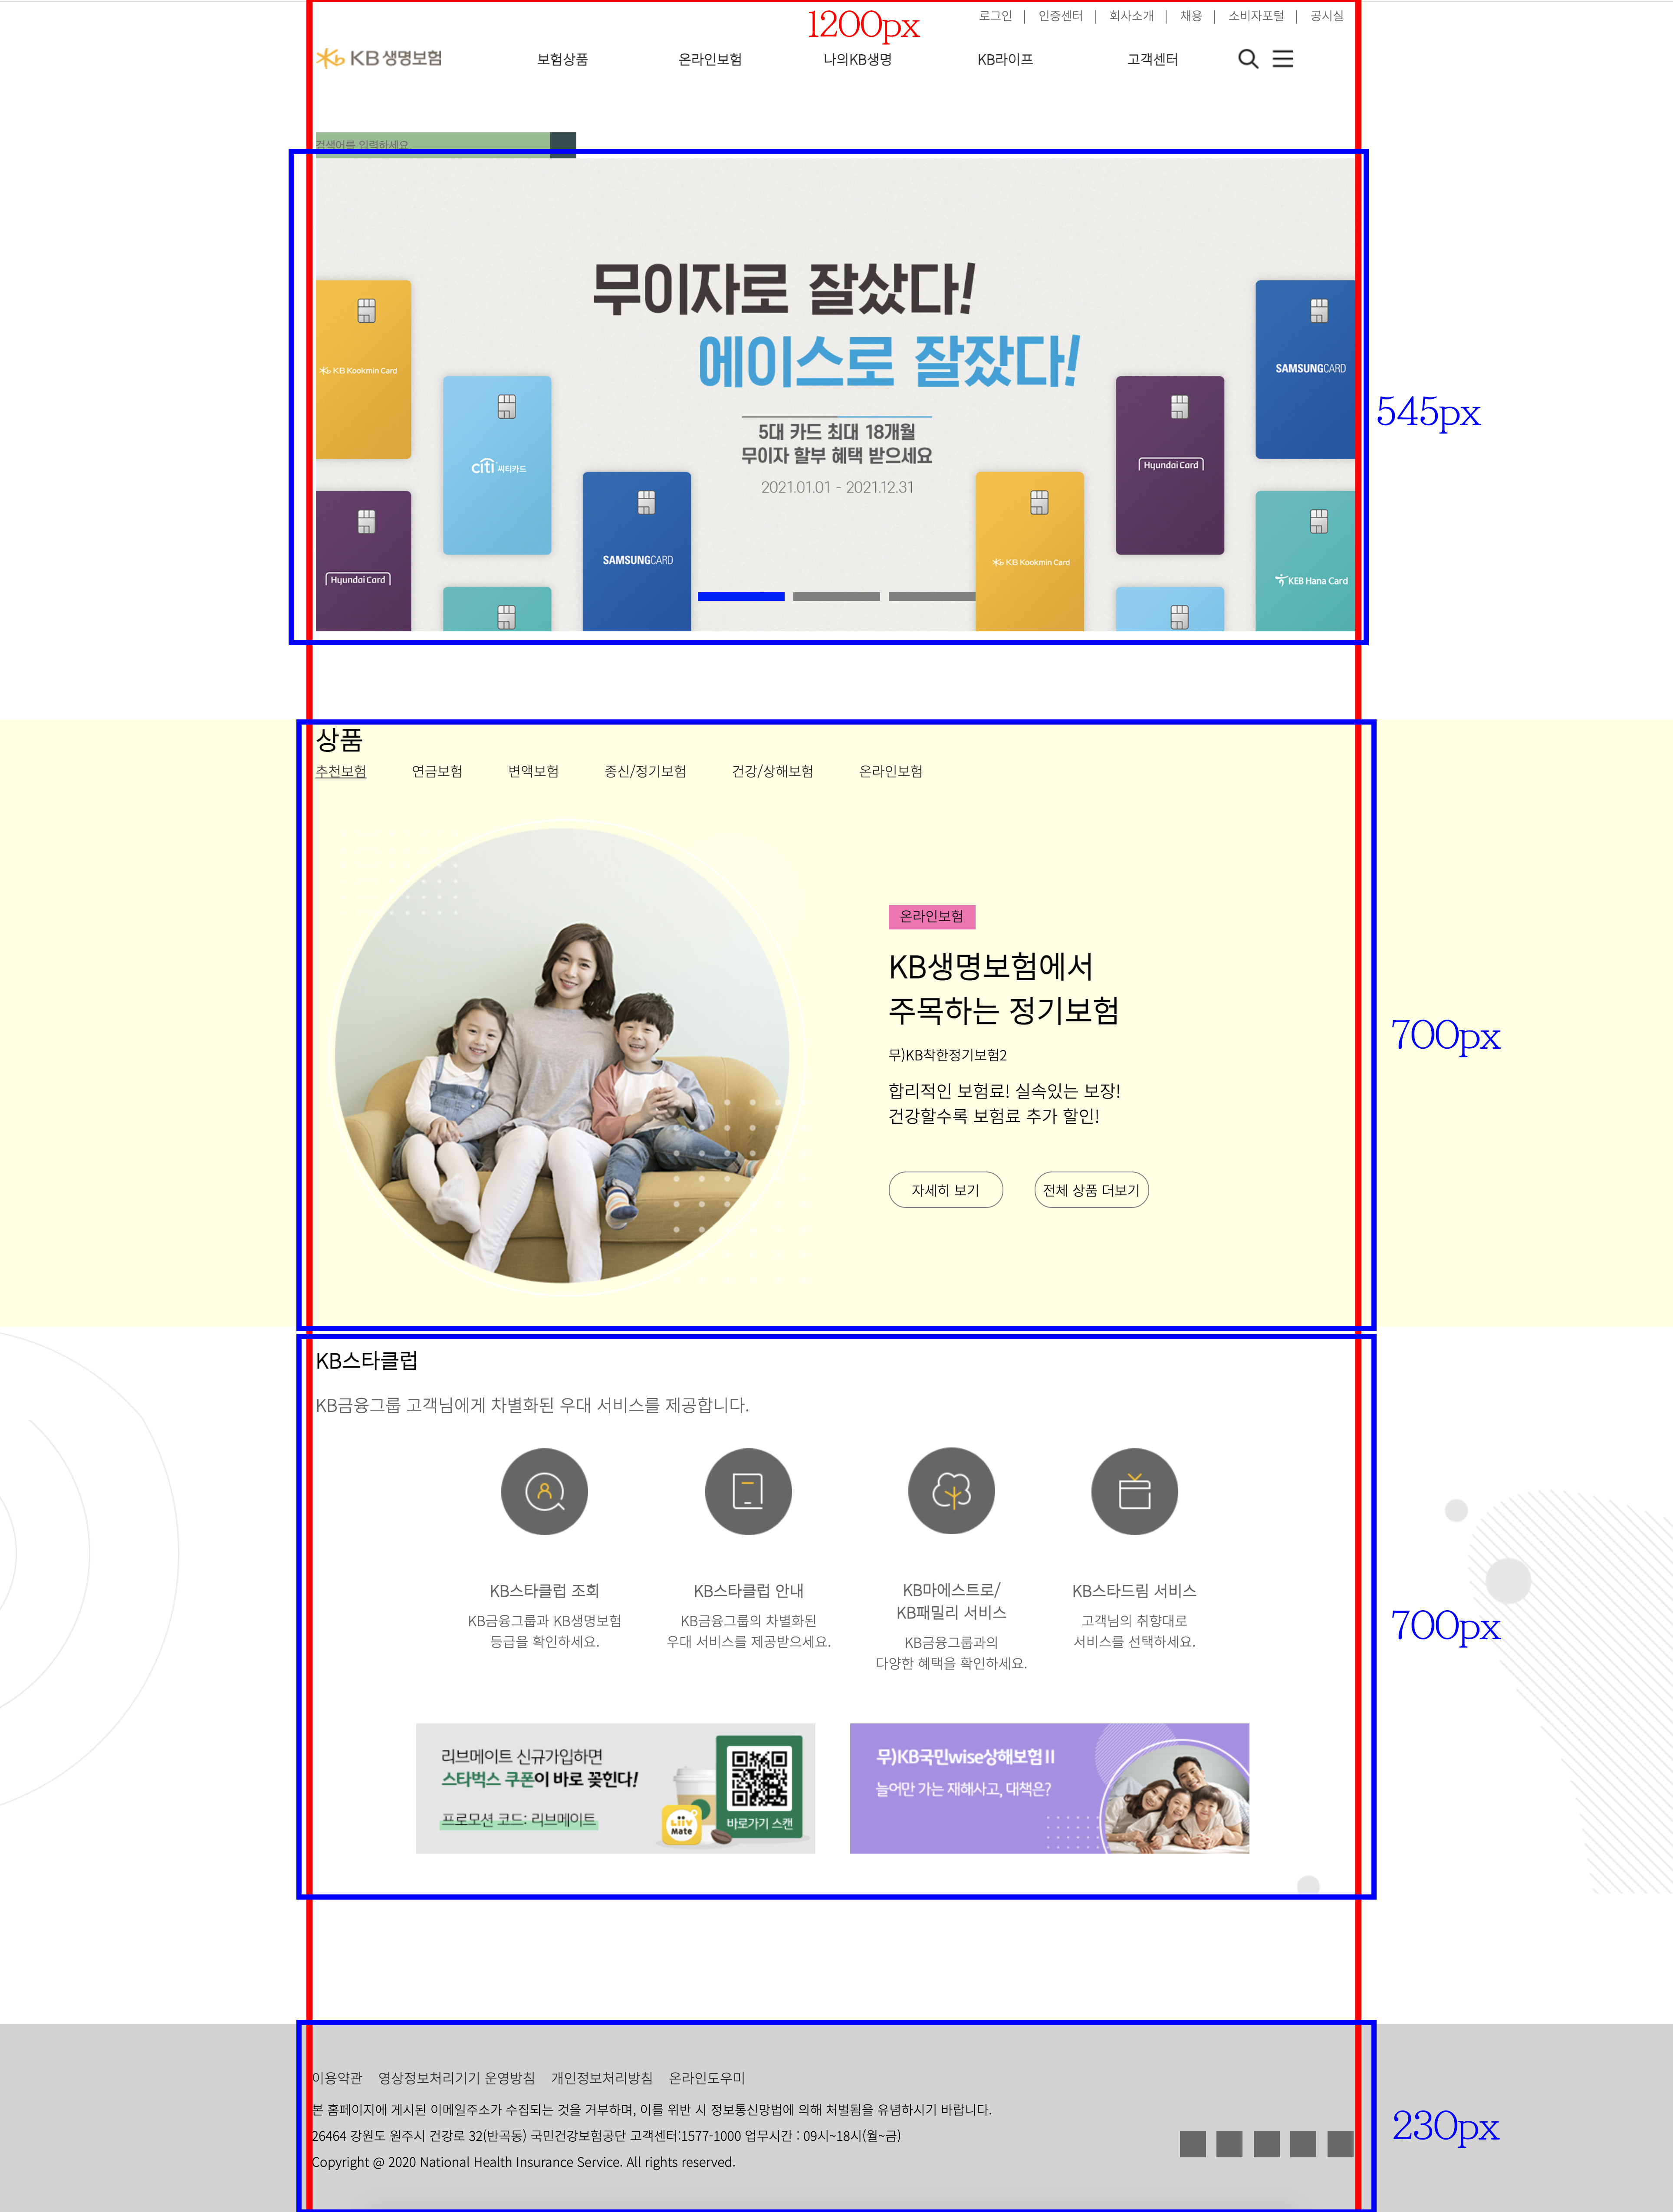 1200px
로그인 | 인증센터 | 회사소개 | 채용 | 소비자포털 | 공시실
KB 생명보험
보험상품 온라인보험 나의KB생명 KB라이프 고객센터
검색어를 입력하세요
무이자로 잘샀다!
에이스로 잘잤다!
5대 카드 최대 18개월
무이자 할부 혜택 받으세요
2021.01.01 - 2021.12.31
KB Kookmin Card
citi 씨티카드
SAMSUNG CARD
Hyundai Card
KB Kookmin Card
Hyundai Card
SAMSUNG CARD
KEB Hana Card
545px
상품
추천보험 연금보험 변액보험 종신/정기보험 건강/상해보험 온라인보험
온라인보험
KB생명보험에서
주목하는 정기보험
무)KB착한정기보험2
합리적인 보험료! 실속있는 보장!
건강할수록 보험료 추가 할인!
자세히 보기 전체 상품 더보기
700px
KB스타클럽
KB금융그룹 고객님에게 차별화된 우대 서비스를 제공합니다.
KB스타클럽 조회
KB금융그룹과 KB생명보험
등급을 확인하세요.
KB스타클럽 안내
KB금융그룹의 차별화된
우대 서비스를 제공받으세요.
KB마에스트로/
KB패밀리 서비스
KB금융그룹과의
다양한 혜택을 확인하세요.
KB스타드림 서비스
고객님의 취향대로
서비스를 선택하세요.
700px
리브메이트 신규가입하면
스타벅스 쿠폰이 바로 꽂힌다!
프로모션 코드: 리브메이트
Liiv
Mate
바로가기 스캔
무)KB국민wise상해보험II
늘어만 가는 재해사고, 대책은?
이용약관 영상정보처리기기 운영방침 개인정보처리방침 온라인도우미
본 홈페이지에 게시된 이메일주소가 수집되는 것을 거부하며, 이를 위반 시 정보통신망법에 의해 처벌됨을 유념하시기 바랍니다.
26464 강원도 원주시 건강로 32(반곡동) 국민건강보험공단 고객센터:1577-1000 업무시간 : 09시~18시(월~금)
Copyright @ 2020 National Health Insurance Service. All rights reserved.
230px